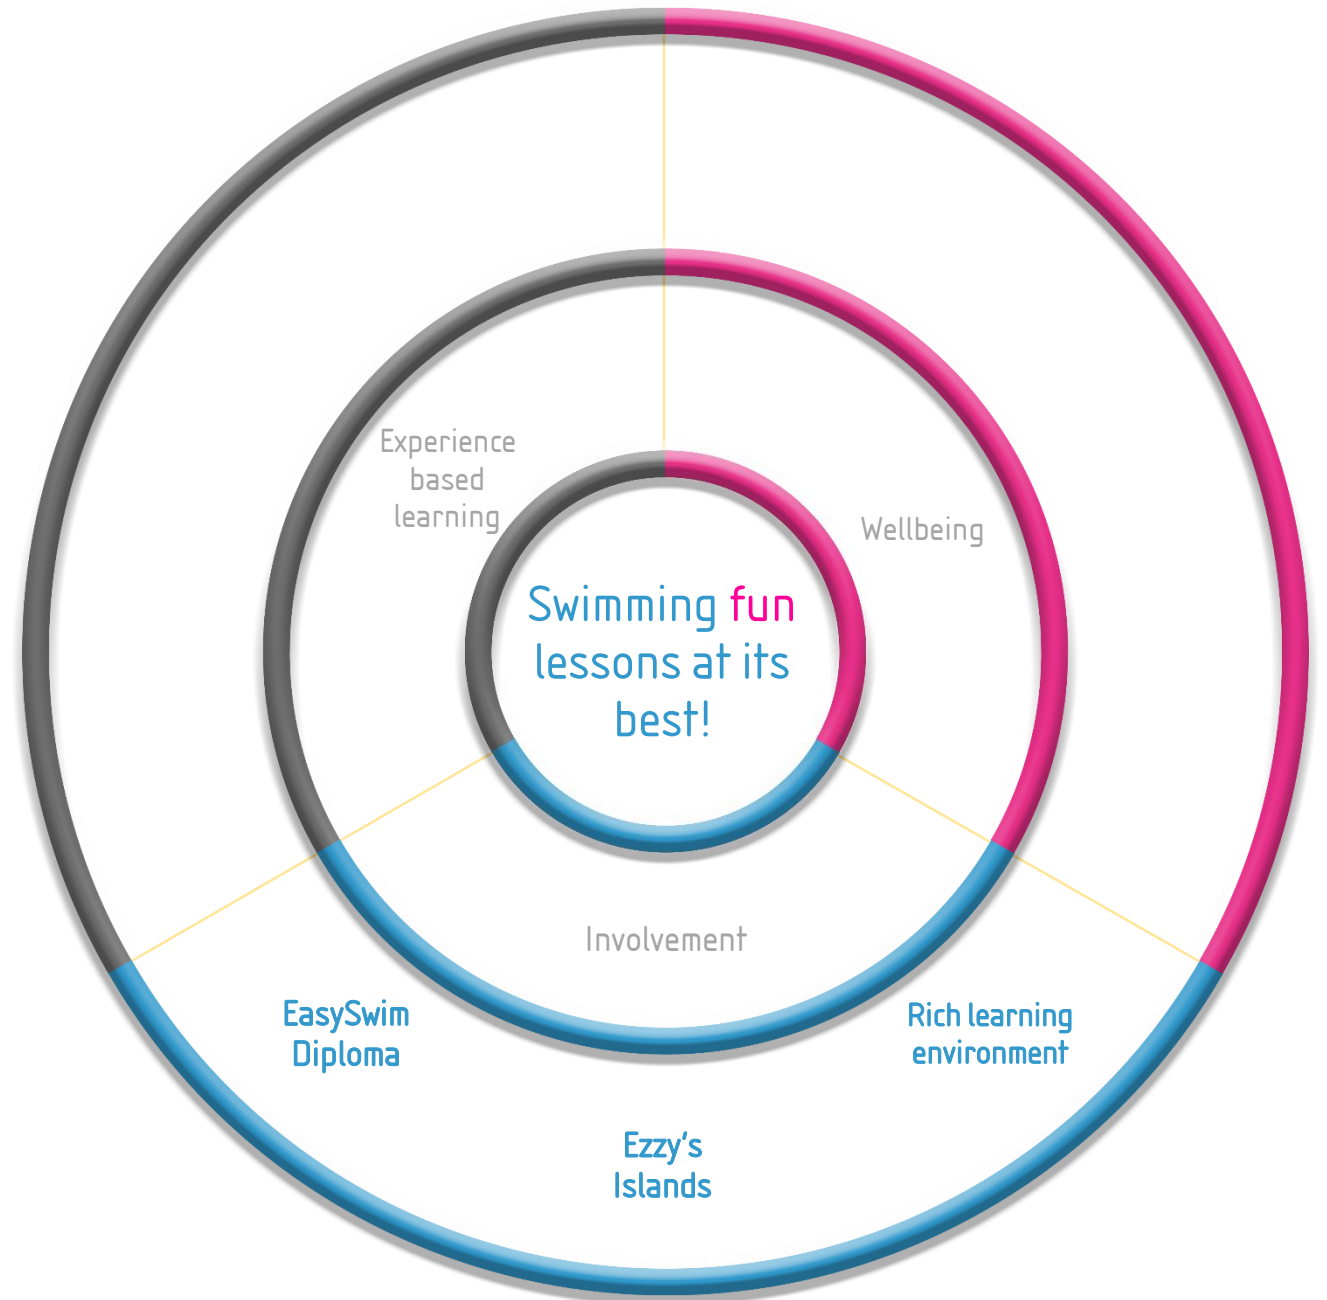 Experience
based
learning
Wellbeing
Swimming fun
lessons at its
best!
Involvement
EasySwim
Diploma
Rich learning
environment
Ezzy's
Islands